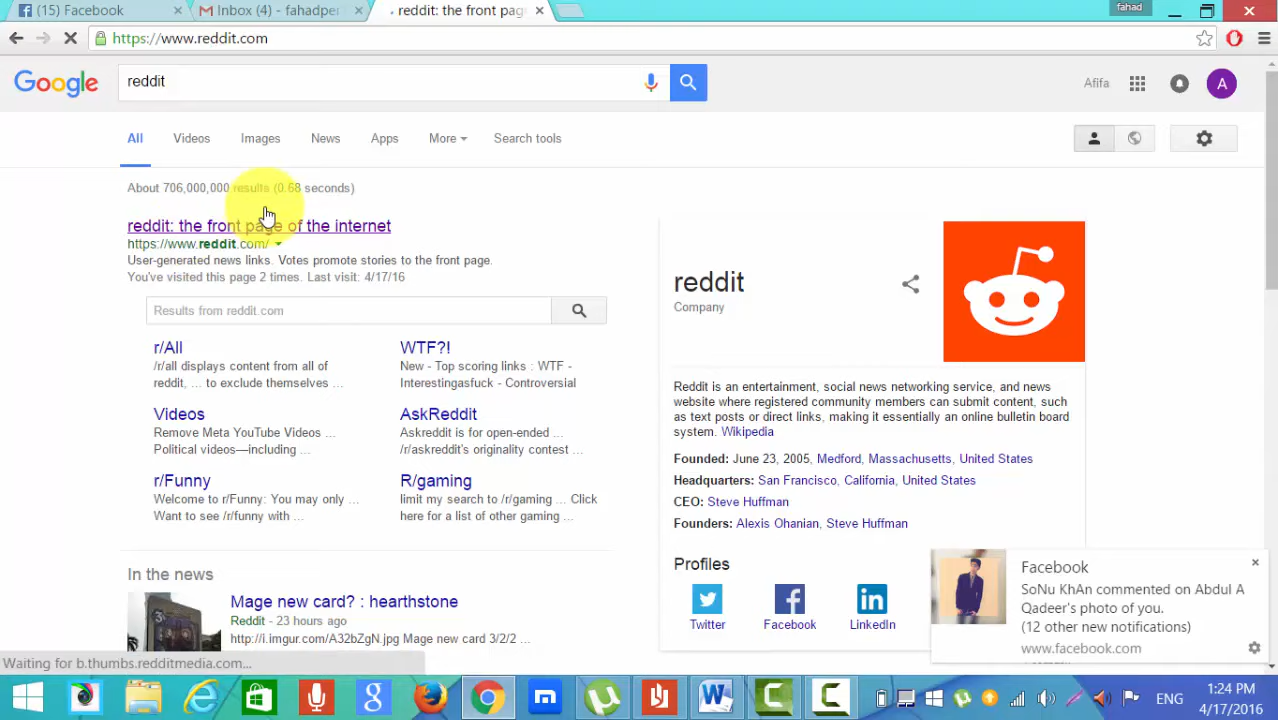 (15) Facebook
Inbox (4) - fahadper
reddit: the front pag
fahad
https://www.reddit.com
Google
reddit
Afifa
A
All
Videos
Images
News
Apps
More
Search tools
About 706,000,000 results (0.68 seconds)
reddit: the front page of the internet
https://www.reddit.com/
User-generated news links. Votes promote stories to the front page.
You've visited this page 2 times. Last visit: 4/17/16
Results from reddit.com
r/All
/r/all displays content from all of
reddit, ... to exclude themselves ...
WTF?!
New - Top scoring links : WTF -
Interestingasfuck - Controversial
Videos
Remove Meta YouTube Videos ...
Political videos—including ...
AskReddit
Askreddit is for open-ended ...
/r/askreddit's originality contest ...
r/Funny
Welcome to r/Funny: You may only ...
Want to see /r/funny with ...
R/gaming
limit my search to /r/gaming ... Click
here for a list of other gaming ...
In the news
Mage new card? : hearthstone
Reddit - 23 hours ago
http://i.imgur.com/A32bZgN.jpg Mage new card 3/2/2 ...
reddit
Company
Reddit is an entertainment, social news networking service, and news
website where registered community members can submit content, such
as text posts or direct links, making it essentially an online bulletin board
system. Wikipedia
Founded: June 23, 2005, Medford, Massachusetts, United States
Headquarters: San Francisco, California, United States
CEO: Steve Huffman
Founders: Alexis Ohanian, Steve Huffman
Profiles
Twitter
Facebook
LinkedIn
Facebook
SoNu KhAn commented on Abdul A
Qadeer's photo of you.
(12 other new notifications)
www.facebook.com
Waiting for b.thumbs.redditmedia.com...
ENG
1:24 PM
4/17/2016